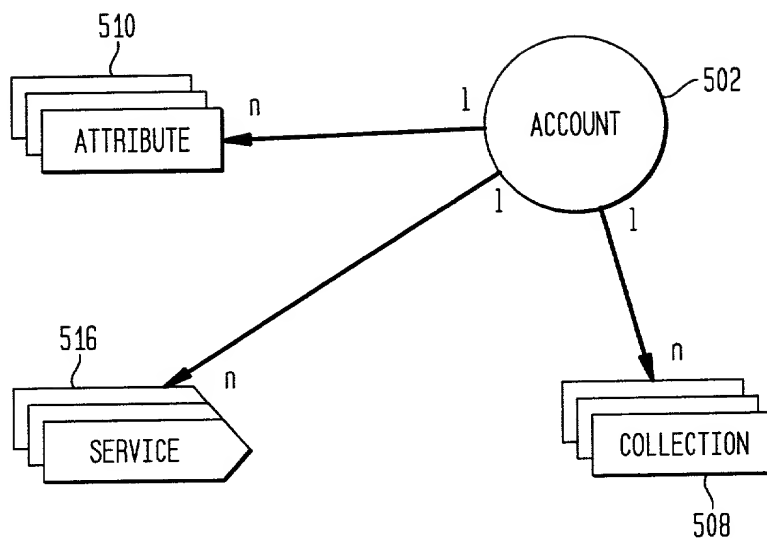 510
502
n
1
ACCOUNT
ATTRIBUTE
1
1
516
n
n
SERVICE
COLLECTION
508